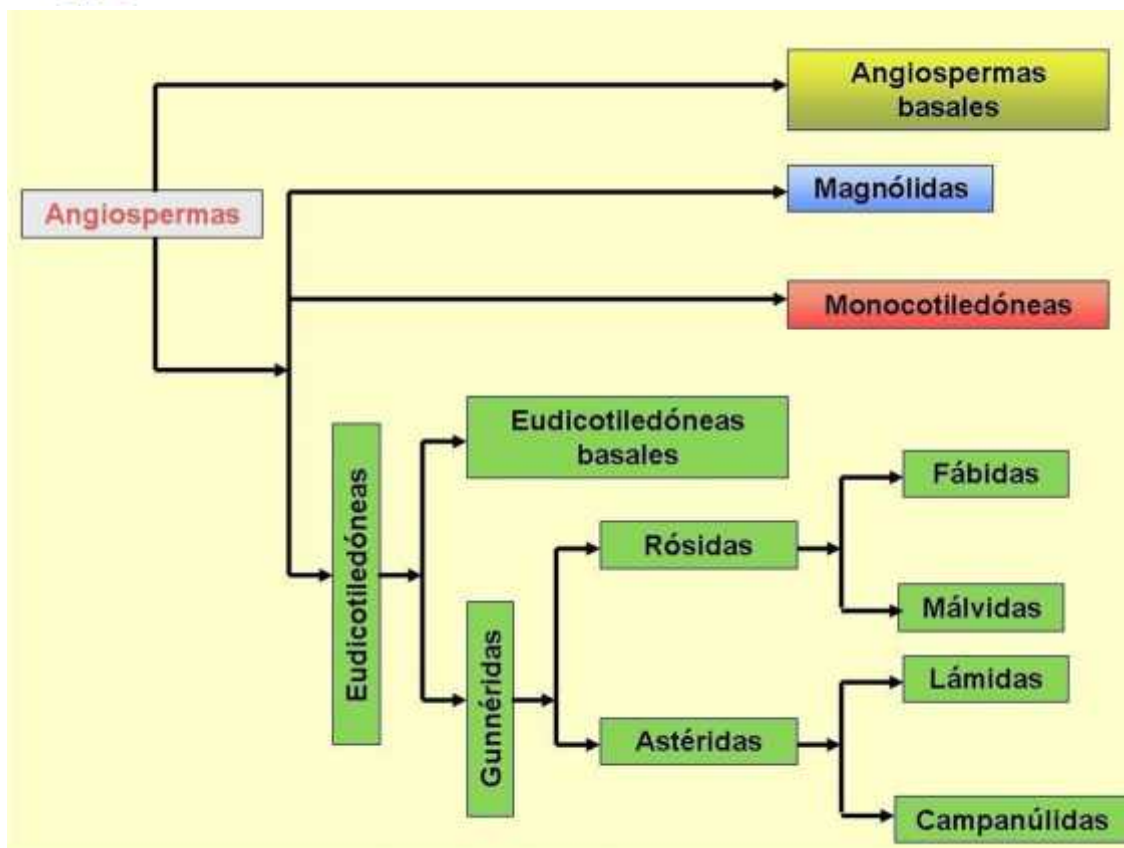 Angiospermas
basales
Magnólidas
Angiospermas
Monocotiledóneas
Eudicotiledóneas
basales
Eudicotiledóneas
Fábidas
Rósidas
Málvidas
Gunnéridas
Lámidas
Astéridas
Campanúlidas